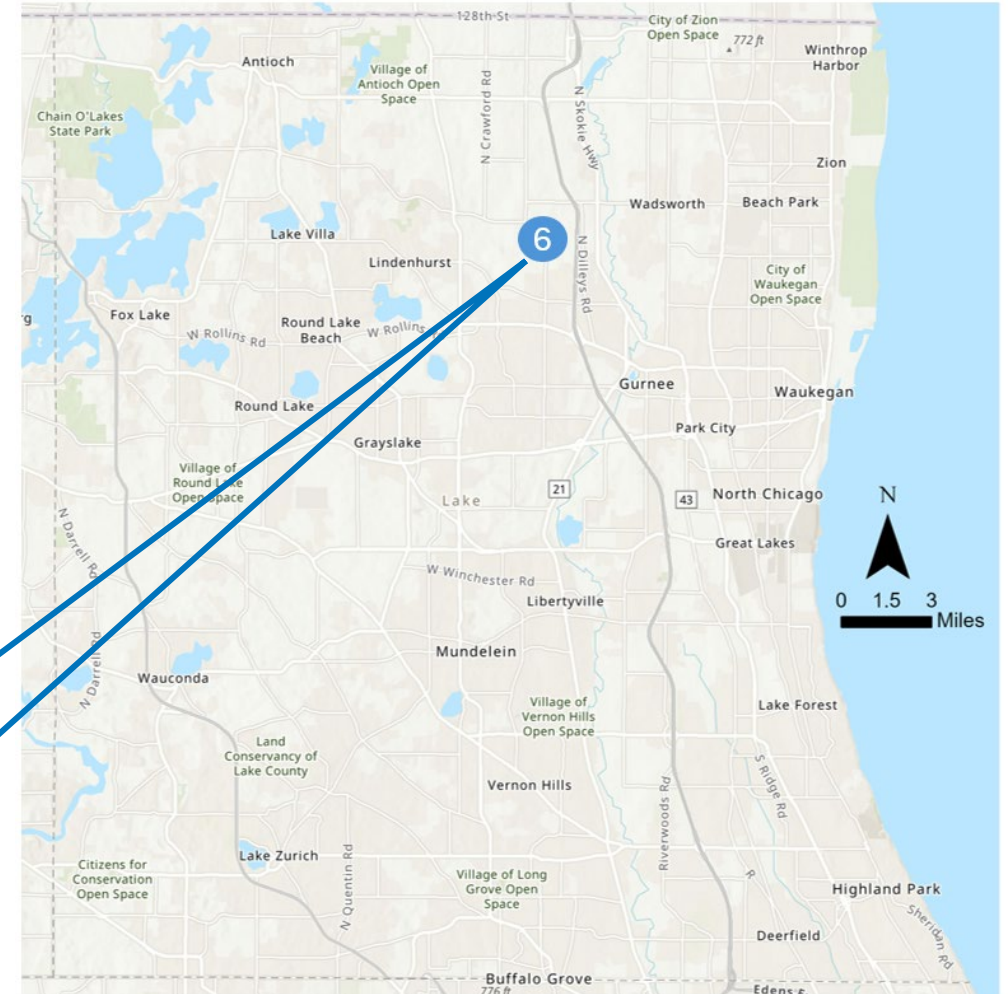 128th St
City of Zion
Open Space
772 ft
Winthrop
Harbor
Antioch
Village of
Antioch Open
Space
N Crawford Rd
N Skokie Hwy
Chain O'Lakes
State Park
Zion
Wadsworth
Beach Park
Lake Villa
6
N Dilleys Rd
Lindenhurst
City of
Waukegan
Open Space
rg
Fox Lake
W Rollins Rd
Round Lake
Beach
W Rollins
Gurnee
Waukegan
Round Lake
Park City
Grayslake
Village of
Round Lake
Open Space
Lake
21
43
North Chicago
N
N Darrell Rd
Great Lakes
W Winchester Rd
Libertyville
0 1.5 3
Miles
N Darrell Rd
Mundelein
Wauconda
Village of
Vernon Hills
Open Space
Lake Forest
Land
Conservancy of
Lake County
S Ridge Rd
Vernon Hills
Riverwoods Rd
Lake Zurich
N Quentin Rd
Citizens for
Conservation
Open Space
Village of Long
Grove Open
Space
R
Highland Park
Sheridan Rd
Deerfield
Buffalo Grove
776 ft
Edens E